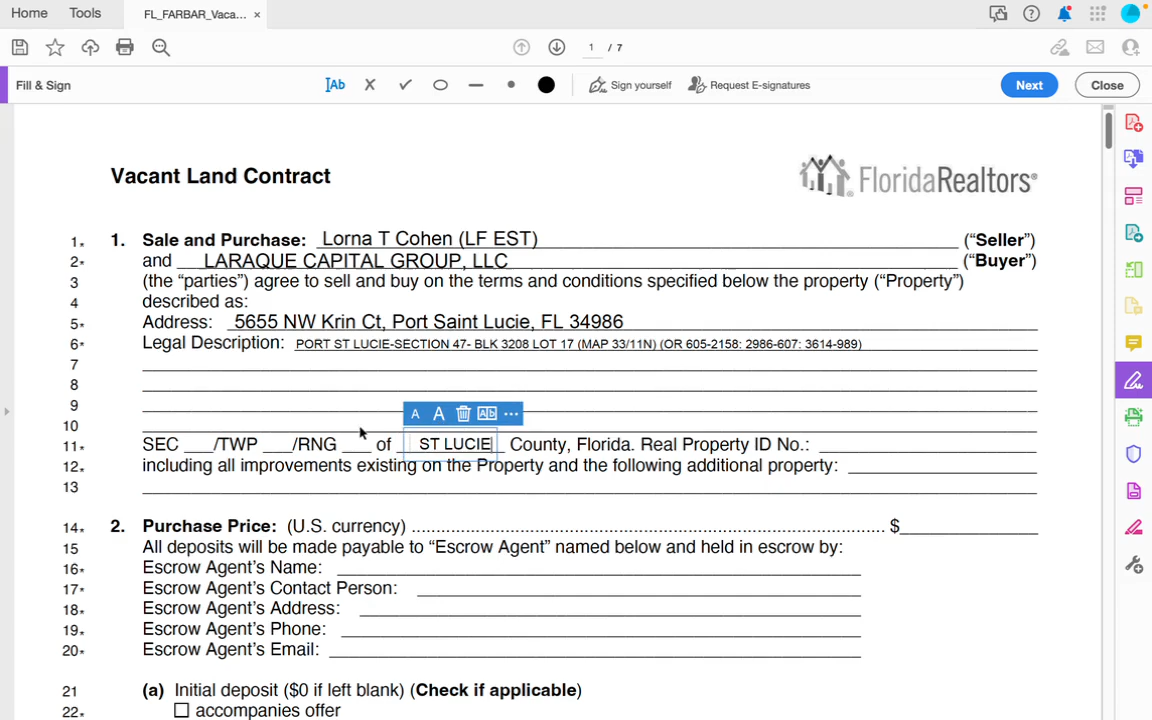 Home Tools FL_FARBAR_Vaca... ×
1 / 7
Fill & Sign Ab Sign yourself Request E-signatures Next Close
Vacant Land Contract FloridaRealtors®
1* 1. Sale and Purchase: Lorna T Cohen (LF EST) ("Seller")
2* and LARAQUE CAPITAL GROUP, LLC ("Buyer")
3 (the "parties") agree to sell and buy on the terms and conditions specified below the property ("Property")
4 described as:
5* Address: 5655 NW Krin Ct, Port Saint Lucie, FL 34986
6* Legal Description: PORT ST LUCIE-SECTION 47- BLK 3208 LOT 17 (MAP 33/11N) (OR 605-2158: 2986-607: 3614-989)
7
8
9
10
A A Ab ...
11* SEC ___/TWP ___/RNG ___ of ST LUCIE County, Florida. Real Property ID No.: ___
12* including all improvements existing on the Property and the following additional property: ___
13
14* 2. Purchase Price: (U.S. currency) ........ $___
15 All deposits will be made payable to "Escrow Agent" named below and held in escrow by:
16* Escrow Agent's Name:
17* Escrow Agent's Contact Person:
18* Escrow Agent's Address:
19* Escrow Agent's Phone:
20* Escrow Agent's Email:
21 (a) Initial deposit ($0 if left blank) (Check if applicable)
22* ☐ accompanies offer